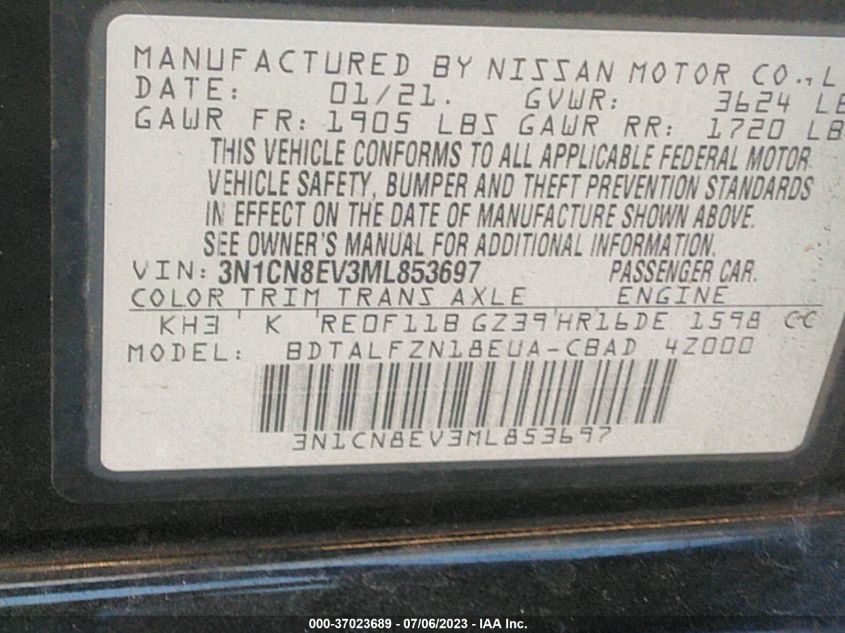 MANUFACTURED BY NISSAN MOTOR CO., L
DATE: 01/21. GVWR: 3624 LB
GAWR FR: 1905 LBS GAWR RR: 1720 LB
THIS VEHICLE CONFORMS TO ALL APPLICABLE FEDERAL MOTOR
VEHICLE SAFETY, BUMPER AND THEFT PREVENTION STANDARDS
IN EFFECT ON THE DATE OF MANUFACTURE SHOWN ABOVE.
SEE OWNER'S MANUAL FOR ADDITIONAL INFORMATION.
VIN: 3N1CN8EV3ML853697 PASSENGER CAR.
COLOR TRIM TRANS AXLE ENGINE
KH3 K RE0F11B GZ39 HR16DE 1598 CC
MODEL: BDTALFZN18EUA-CBAD 4Z000
3N1CN8EV3ML853697
000-37023689 - 07/06/2023 - IAA Inc.